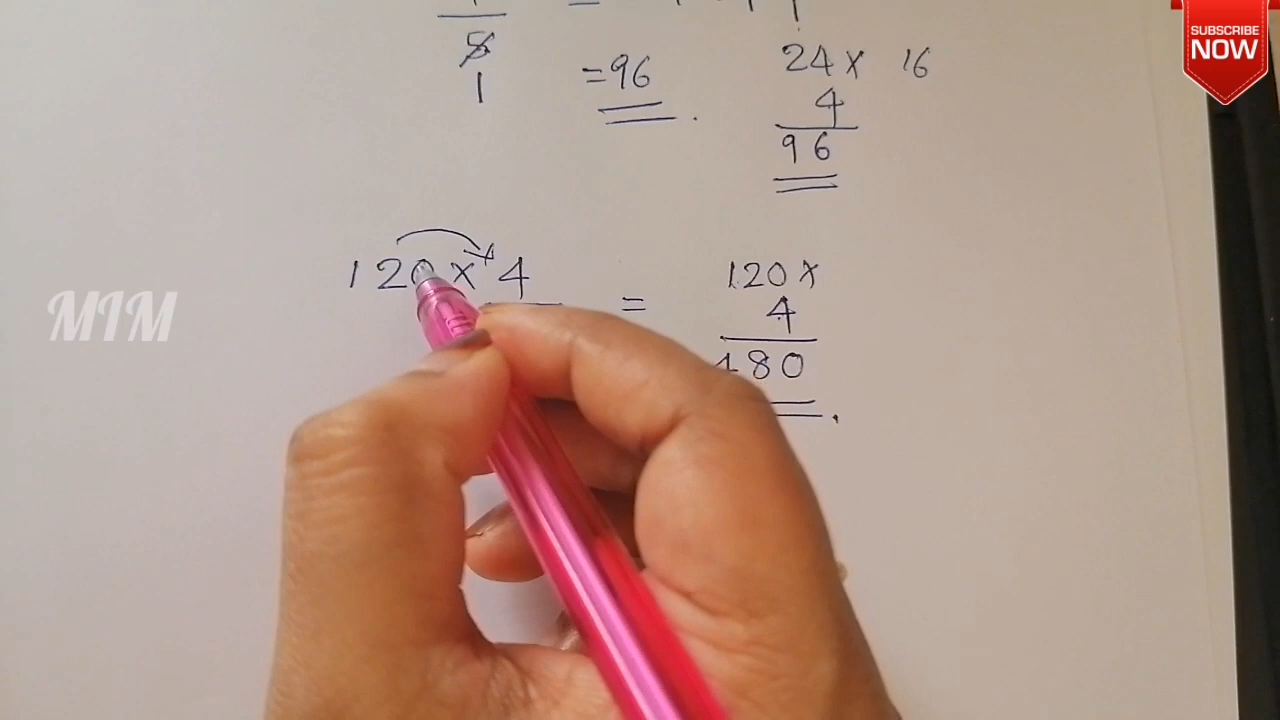 SUBSCRIBE
NOW
8
1
= 96
24 x 16
4
96
MIM
120 x 4
=
120 x
4
480